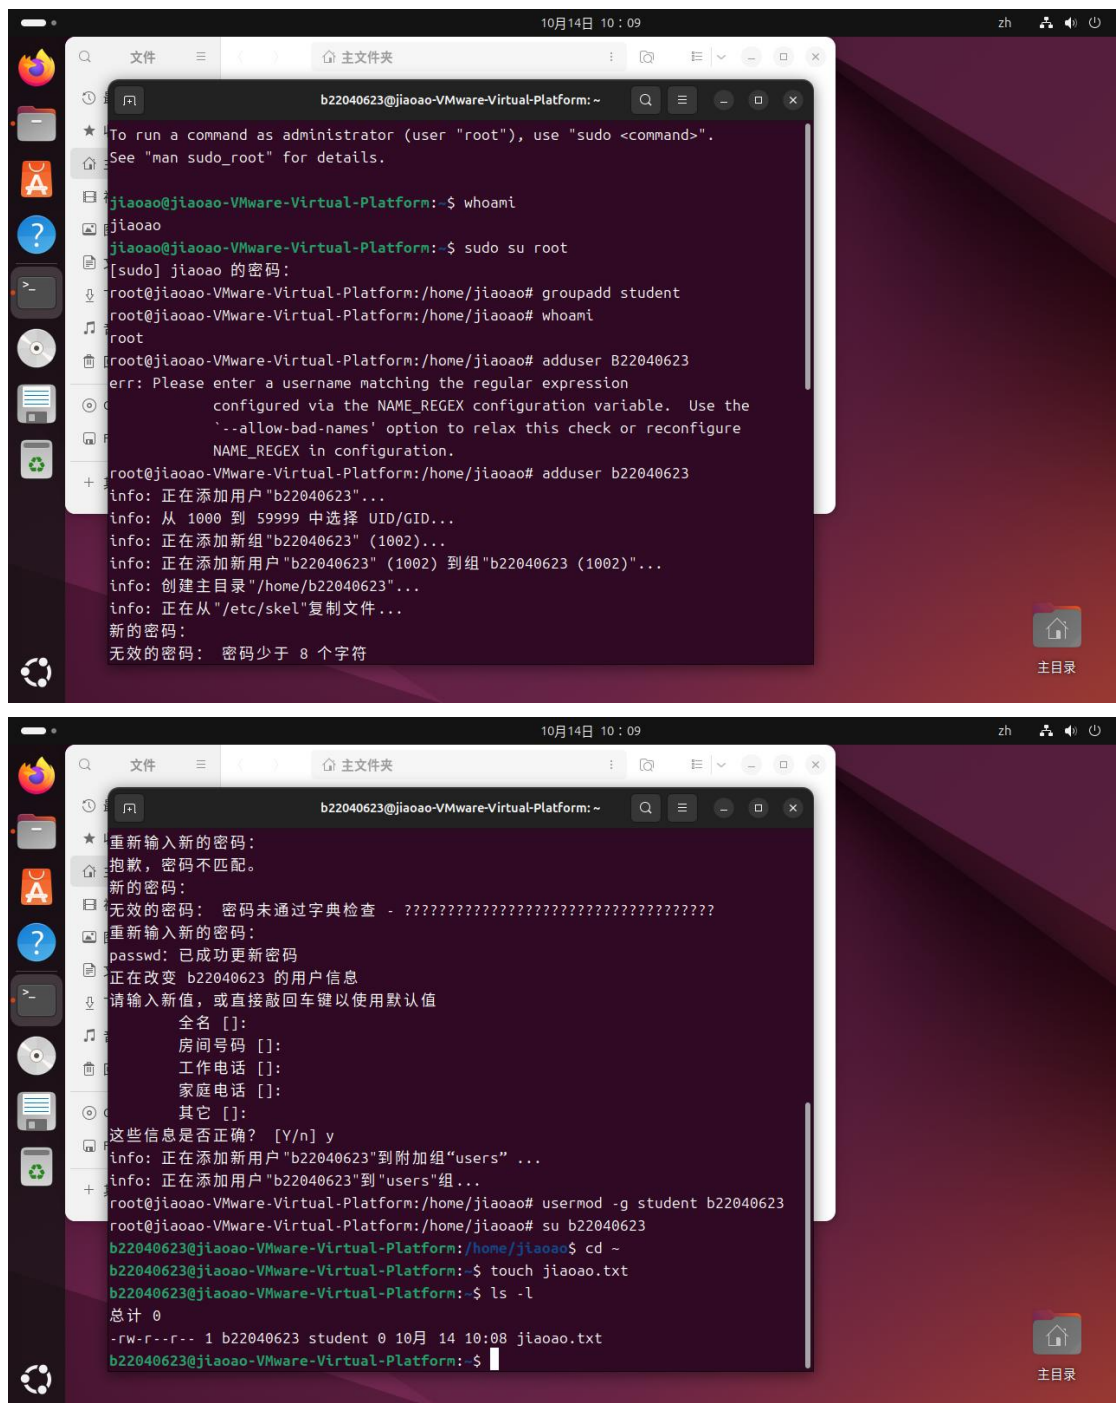 10月14日 10：09
zh
文件
主文件夹
b22040623@jiaoao-VMware-Virtual-Platform: ~
To run a command as administrator (user "root"), use "sudo <command>".
See "man sudo_root" for details.
jiaoao@jiaoao-VMware-Virtual-Platform:~$ whoami
jiaoao
jiaoao@jiaoao-VMware-Virtual-Platform:~$ sudo su root
[sudo] jiaoao 的密码：
root@jiaoao-VMware-Virtual-Platform:/home/jiaoao# groupadd student
root@jiaoao-VMware-Virtual-Platform:/home/jiaoao# whoami
root
root@jiaoao-VMware-Virtual-Platform:/home/jiaoao# adduser B22040623
err: Please enter a username matching the regular expression
configured via the NAME_REGEX configuration variable.  Use the
`--allow-bad-names' option to relax this check or reconfigure
NAME_REGEX in configuration.
root@jiaoao-VMware-Virtual-Platform:/home/jiaoao# adduser b22040623
info: 正在添加用户"b22040623"...
info: 从 1000 到 59999 中选择 UID/GID...
info: 正在添加新组"b22040623" (1002)...
info: 正在添加新用户"b22040623" (1002) 到组"b22040623 (1002)"...
info: 创建主目录"/home/b22040623"...
info: 正在从"/etc/skel"复制文件...
新的密码：
无效的密码： 密码少于 8 个字符
主目录
10月14日 10：09
zh
文件
主文件夹
b22040623@jiaoao-VMware-Virtual-Platform: ~
重新输入新的密码：
抱歉，密码不匹配。
新的密码：
无效的密码： 密码未通过字典检查 - ????????????????????????????????????
重新输入新的密码：
passwd：已成功更新密码
正在改变 b22040623 的用户信息
请输入新值，或直接敲回车键以使用默认值
全名 []:
房间号码 []:
工作电话 []:
家庭电话 []:
其它 []:
这些信息是否正确？ [Y/n] y
info: 正在添加新用户"b22040623"到附加组“users” ...
info: 正在添加用户"b22040623"到"users"组...
root@jiaoao-VMware-Virtual-Platform:/home/jiaoao# usermod -g student b22040623
root@jiaoao-VMware-Virtual-Platform:/home/jiaoao# su b22040623
b22040623@jiaoao-VMware-Virtual-Platform:/home/jiaoao$ cd ~
b22040623@jiaoao-VMware-Virtual-Platform:~$ touch jiaoao.txt
b22040623@jiaoao-VMware-Virtual-Platform:~$ ls -l
总计 0
-rw-r--r-- 1 b22040623 student 0 10月 14 10:08 jiaoao.txt
b22040623@jiaoao-VMware-Virtual-Platform:~$
主目录